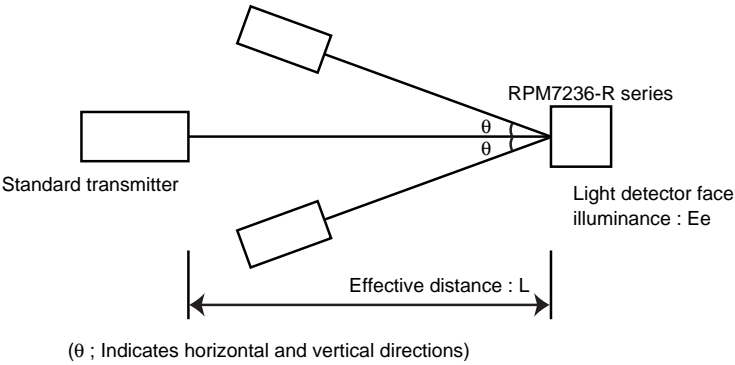 RPM7236-R series
θ
θ
Standard transmitter
Light detector face
illuminance : Ee
Effective distance : L
(θ ; Indicates horizontal and vertical directions)